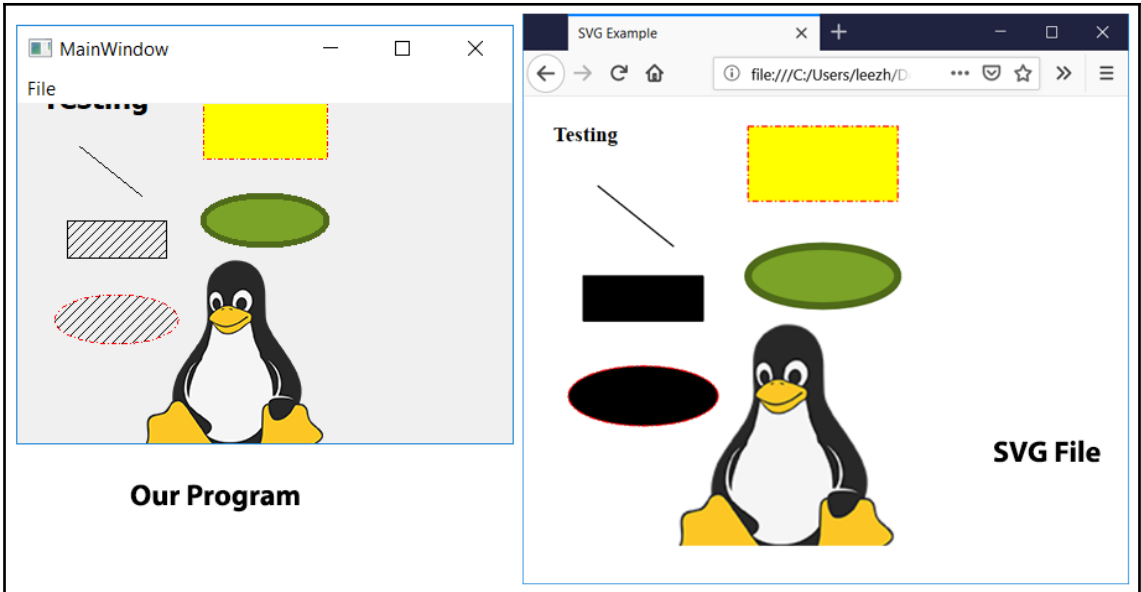 MainWindow
File
Testing
Our Program
SVG Example
file:///C:/Users/leezh/D
Testing
SVG File